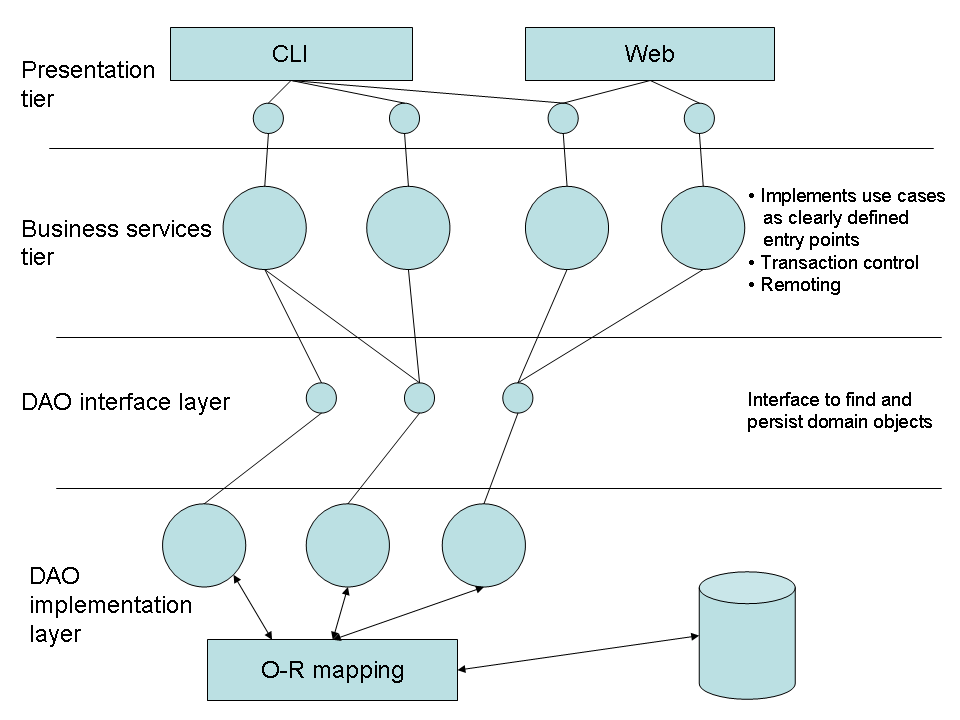 CLI
Web
Presentation
tier
Business services
tier
• Implements use cases
as clearly defined
entry points
• Transaction control
• Remoting
DAO interface layer
Interface to find and
persist domain objects
DAO
implementation
layer
O-R mapping